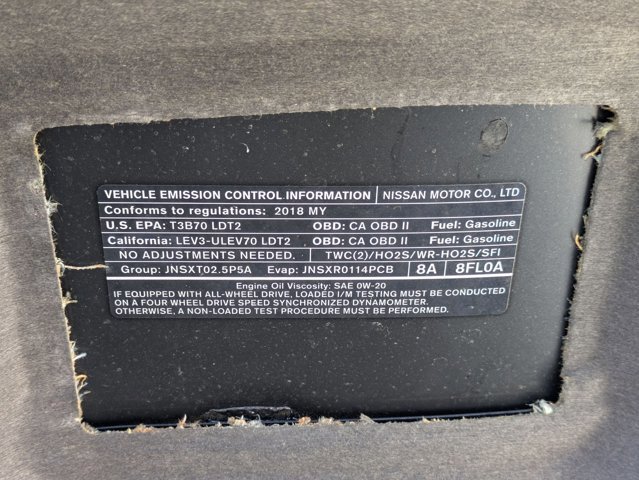 VEHICLE EMISSION CONTROL INFORMATION NISSAN MOTOR CO., LTD
Conforms to regulations: 2018 MY
U.S. EPA: T3B70 LDT2 OBD: CA OBD II Fuel: Gasoline
California: LEV3-ULEV70 LDT2 OBD: CA OBD II Fuel: Gasoline
NO ADJUSTMENTS NEEDED. TWC(2)/HO2S/WR-HO2S/SFI
Group: JNSXT02.5P5A Evap: JNSXR0114PCB 8A 8FL0A
Engine Oil Viscosity: SAE 0W-20
IF EQUIPPED WITH ALL-WHEEL DRIVE, LOADED I/M TESTING MUST BE CONDUCTED
ON A FOUR WHEEL DRIVE SPEED SYNCHRONIZED DYNAMOMETER.
OTHERWISE, A NON-LOADED TEST PROCEDURE MUST BE PERFORMED.